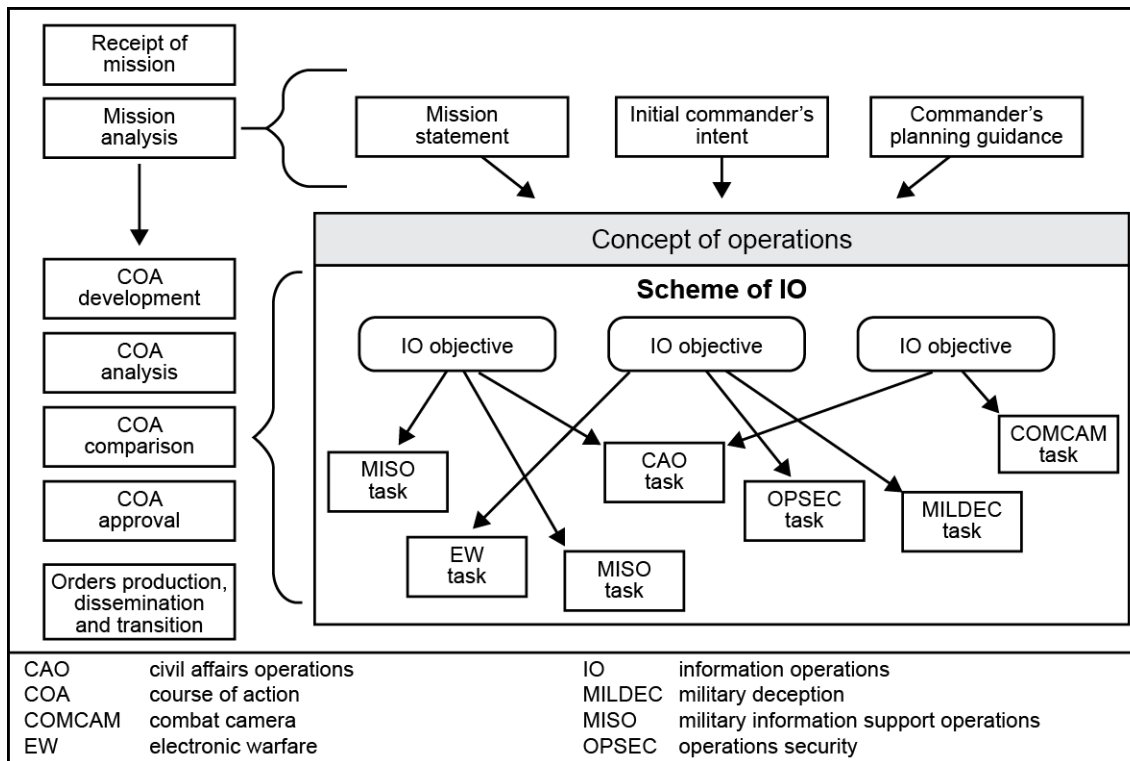 Receipt of
mission
Mission
analysis
Mission
statement
Initial commander's
intent
Commander's
planning guidance
Concept of operations
Scheme of IO
COA
development
COA
analysis
COA
comparison
COA
approval
Orders production,
dissemination
and transition
IO objective
IO objective
IO objective
MISO
task
CAO
task
COMCAM
task
OPSEC
task
MILDEC
task
EW
task
MISO
task
CAO civil affairs operations
COA course of action
COMCAM combat camera
EW electronic warfare
IO information operations
MILDEC military deception
MISO military information support operations
OPSEC operations security